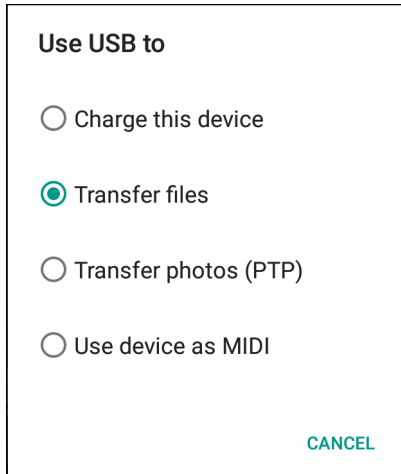 Use USB to
Charge this device
Transfer files
Transfer photos (PTP)
Use device as MIDI
CANCEL